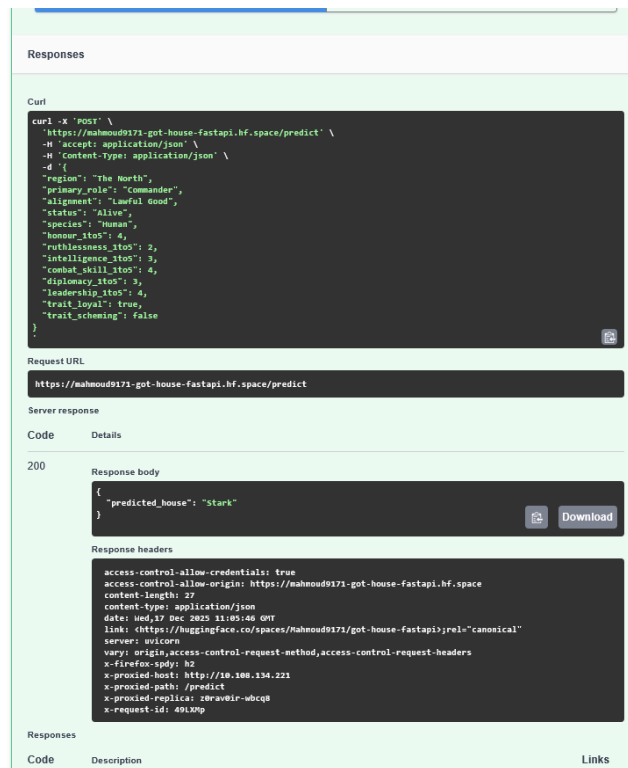 Responses
Curl
curl -X 'POST' \
'https://mahmoud9171-got-house-fastapi.hf.space/predict' \
-H 'accept: application/json' \
-H 'Content-Type: application/json' \
-d '{
"region": "The North",
"primary_role": "Commander",
"alignment": "Lawful Good",
"status": "Alive",
"species": "Human",
"honour_1to5": 4,
"ruthlessness_1to5": 2,
"intelligence_1to5": 3,
"combat_skill_1to5": 4,
"diplomacy_1to5": 3,
"leadership_1to5": 4,
"trait_loyal": true,
"trait_scheming": false
}
'
Request URL
https://mahmoud9171-got-house-fastapi.hf.space/predict
Server response
Code Details
200
Response body
{
"predicted_house": "Stark"
}
Download
Response headers
access-control-allow-credentials: true
access-control-allow-origin: https://mahmoud9171-got-house-fastapi.hf.space
content-length: 27
content-type: application/json
date: Wed,17 Dec 2025 11:05:46 GMT
link: <https://huggingface.co/spaces/Mahmoud9171/got-house-fastapi>;rel="canonical"
server: uvicorn
vary: origin,access-control-request-method,access-control-request-headers
x-firefox-spdy: h2
x-proxied-host: http://10.108.134.221
x-proxied-path: /predict
x-proxied-replica: z0rav0ir-wbcq8
x-request-id: 49LXMp
Responses
Code Description Links